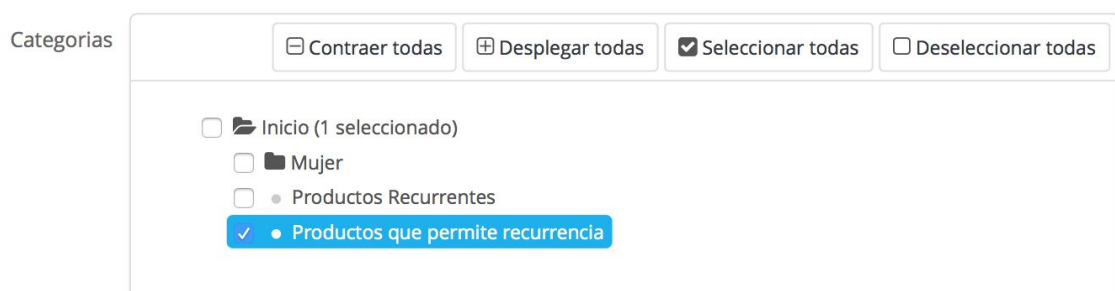 Categorias
Contraer todas Desplegar todas Seleccionar todas Deseleccionar todas
Inicio (1 seleccionado)
Mujer
Productos Recurrentes
Productos que permite recurrencia